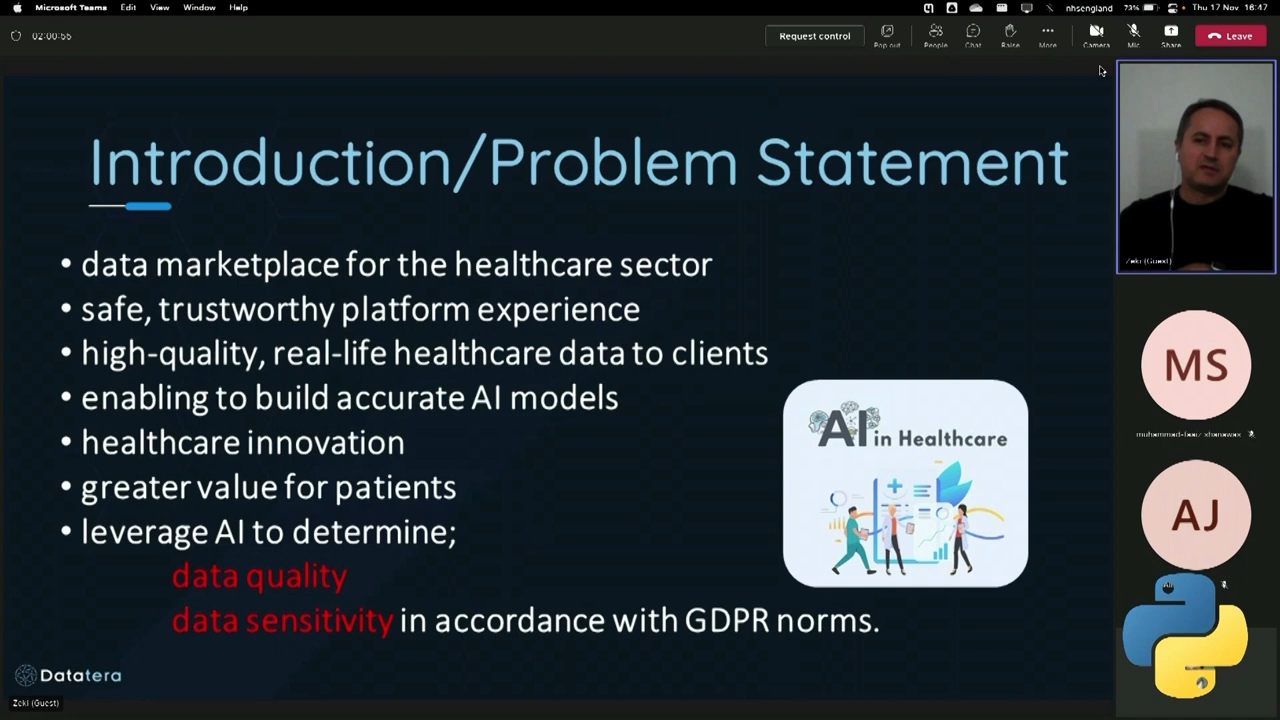 Microsoft Teams Edit View Window Help
nhsengland 73% Thu 17 Nov 16:47
02:00:55
Request control
Pop out People Chat Raise More Camera Mic Share Leave
Introduction/Problem Statement
• data marketplace for the healthcare sector
• safe, trustworthy platform experience
• high-quality, real-life healthcare data to clients
• enabling to build accurate AI models
• healthcare innovation
• greater value for patients
• leverage AI to determine;
data quality
data sensitivity in accordance with GDPR norms.
AI in Healthcare
Datatera
Zeki (Guest)
Zeki (Guest)
MS
AJ